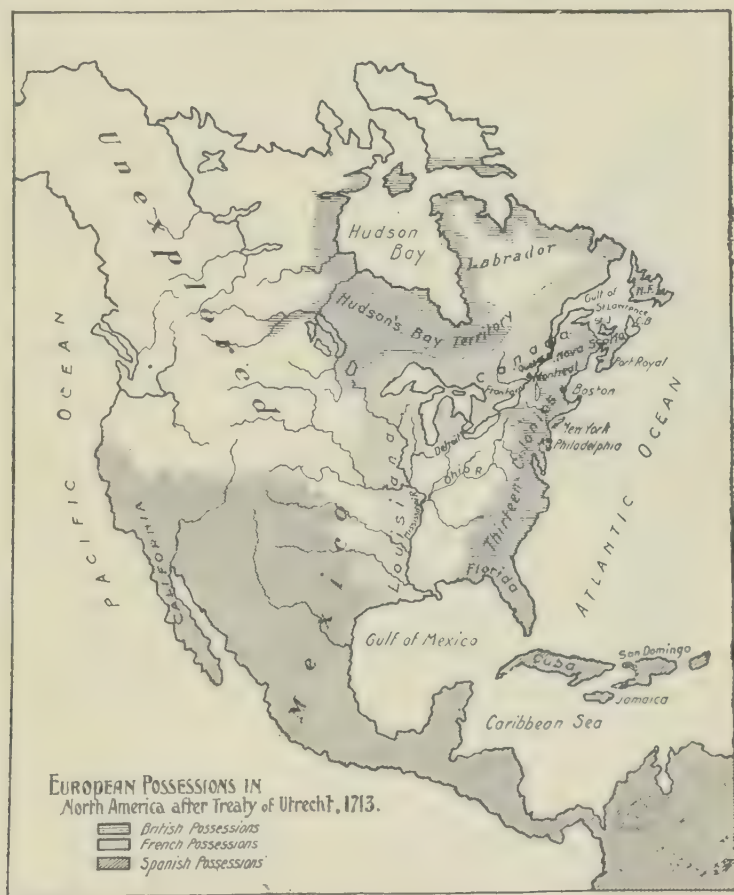 Unexplored
Hudson
Bay
Labrador
Hudson's Bay Territory
N.F.
Gulf of
St. Lawrence
St. J.
C.B.
Canada
Quebec
Nova Scotia
Montreal
Port Royal
Frontenac
Boston
New York
Philadelphia
Detroit
Ohio R.
Thirteen Colonies
Louisiana
Mississippi R.
Florida
Mexico
CALIFORNIA
PACIFIC OCEAN
ATLANTIC OCEAN
Gulf of Mexico
Cuba
San Domingo
Jamaica
Caribbean Sea
EUROPEAN POSSESSIONS IN
North America after Treaty of Utrecht, 1713.
British Possessions
French Possessions
Spanish Possessions